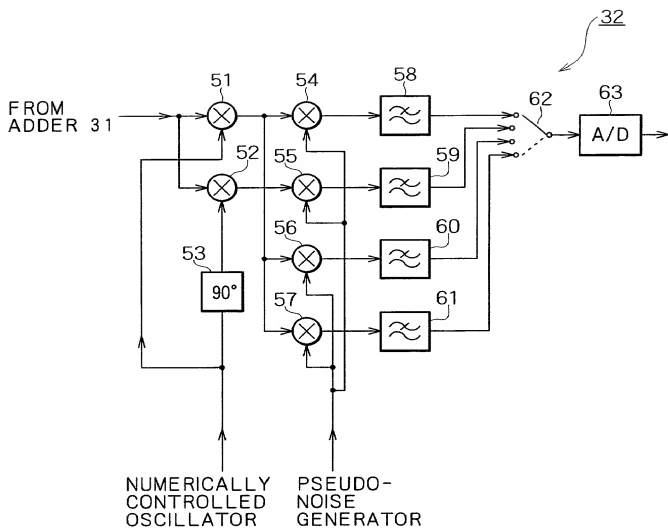 32
51
54
58
62
63
FROM
ADDER 31
A/D
52
55
59
53
90°
56
60
57
61
NUMERICALLY
CONTROLLED
OSCILLATOR
PSEUDO-
NOISE
GENERATOR